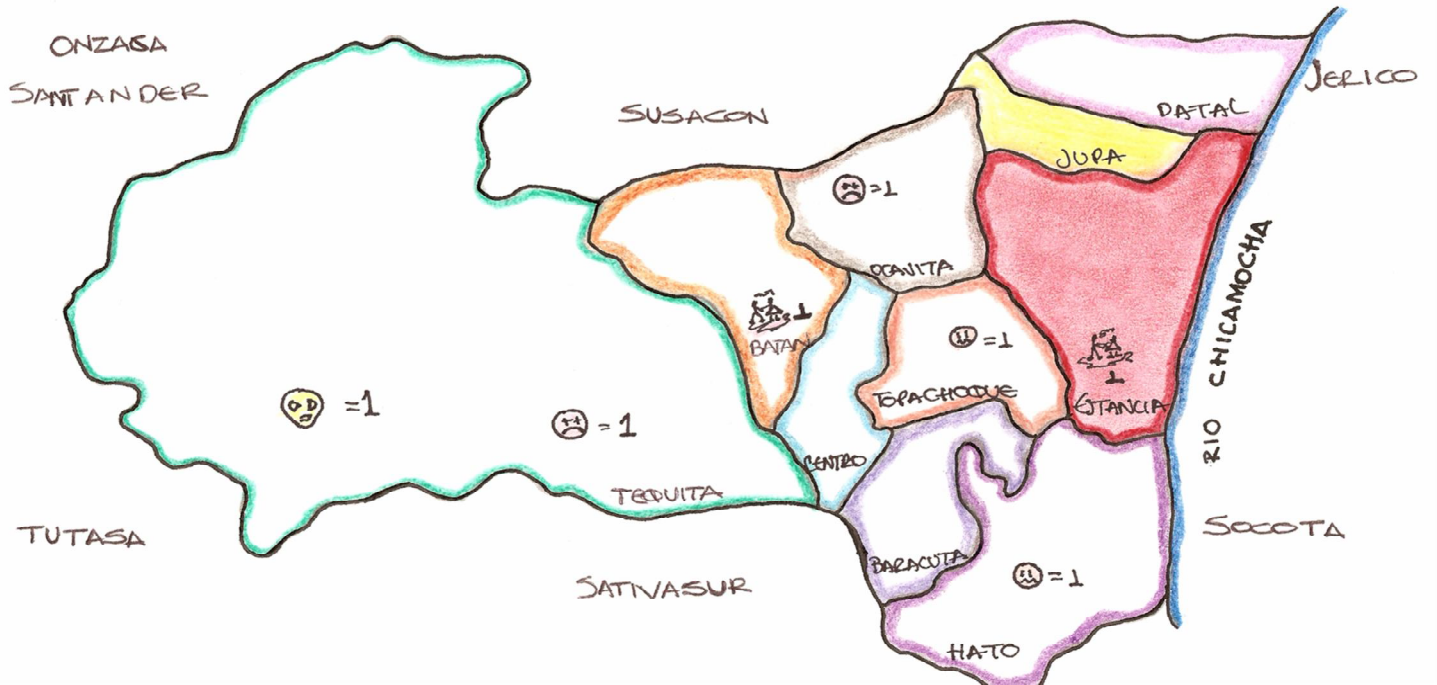 ONZAGA
SANTANDER
SUSACON
JERICO
DATAL
JUPA
=1
OCAVITA
1
BATAN
=1
TOPACHOQUE
1
ESTANCIA
RIO CHICAMOCHA
=1
=1
CENTRO
TEQUITA
TUTASA
SOCOTA
BARACUTA
=1
SATIVASUR
HATO